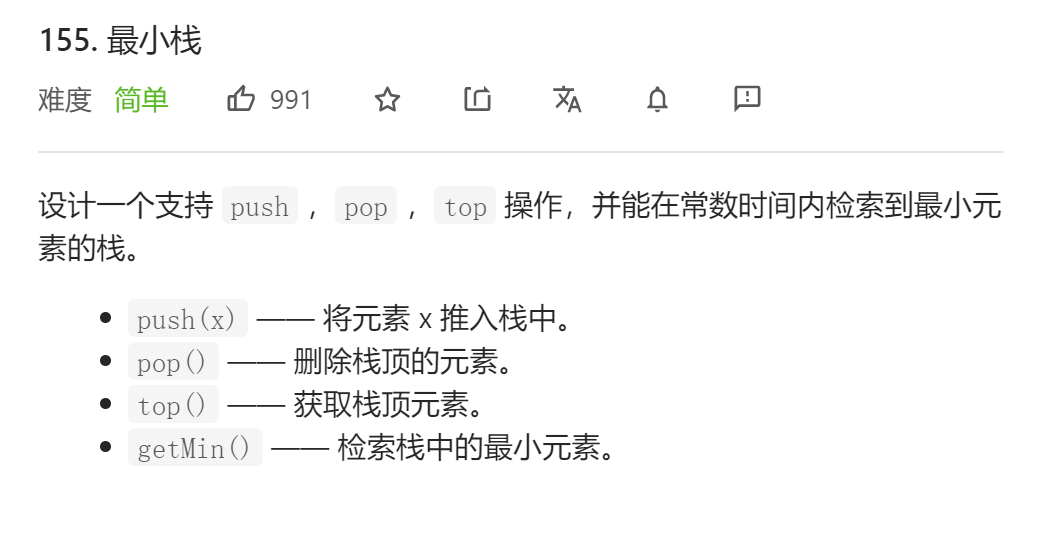 155. 最小栈
难度 简单 991
设计一个支持 push ，pop ，top 操作，并能在常数时间内检索到最小元
素的栈。
push(x) —— 将元素 x 推入栈中。
pop() —— 删除栈顶的元素。
top() —— 获取栈顶元素。
getMin() —— 检索栈中的最小元素。